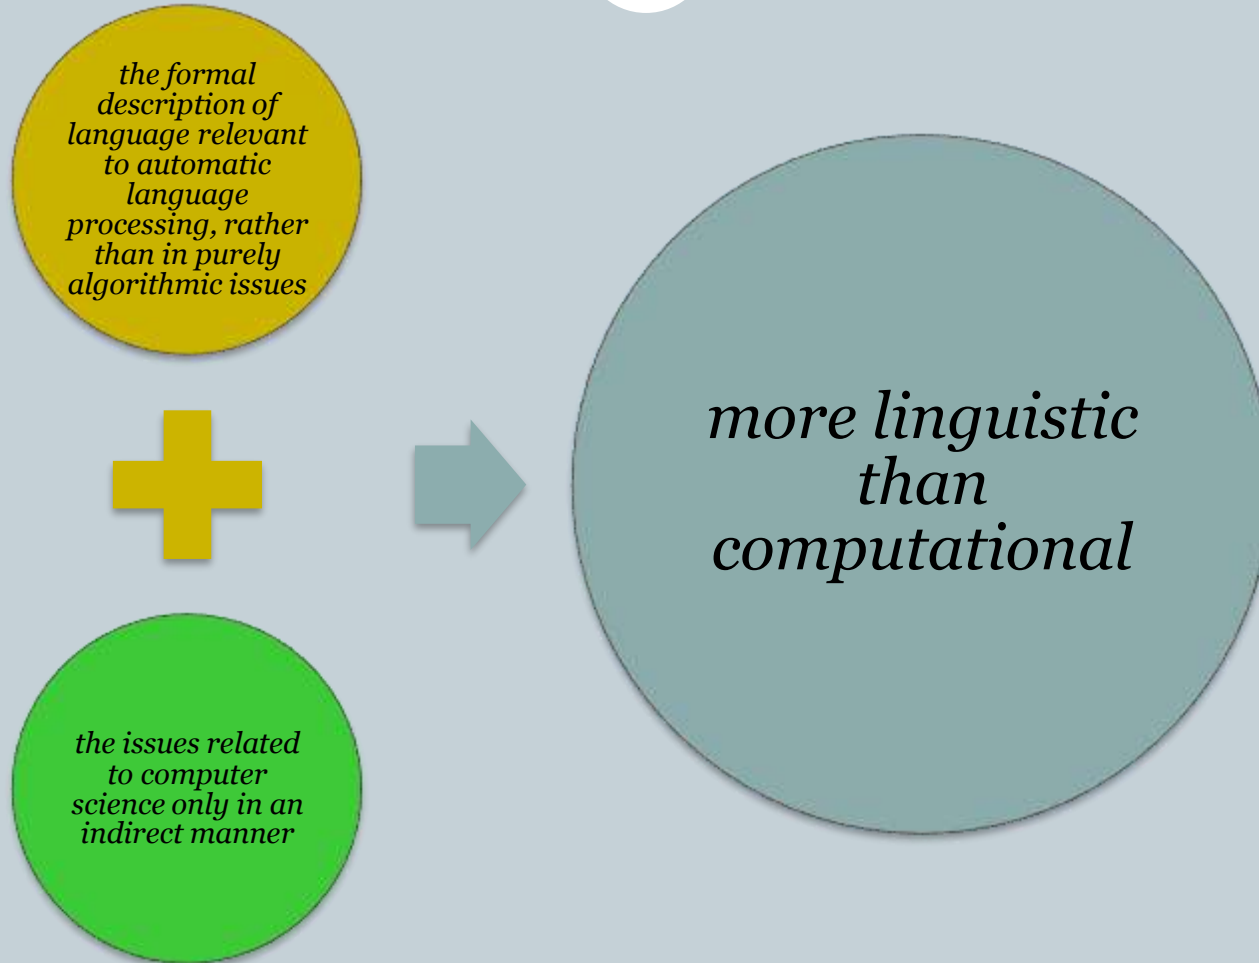 the formal
description of
language relevant
to automatic
language
processing, rather
than in purely
algorithmic issues
the issues related
to computer
science only in an
indirect manner
more linguistic
than
computational